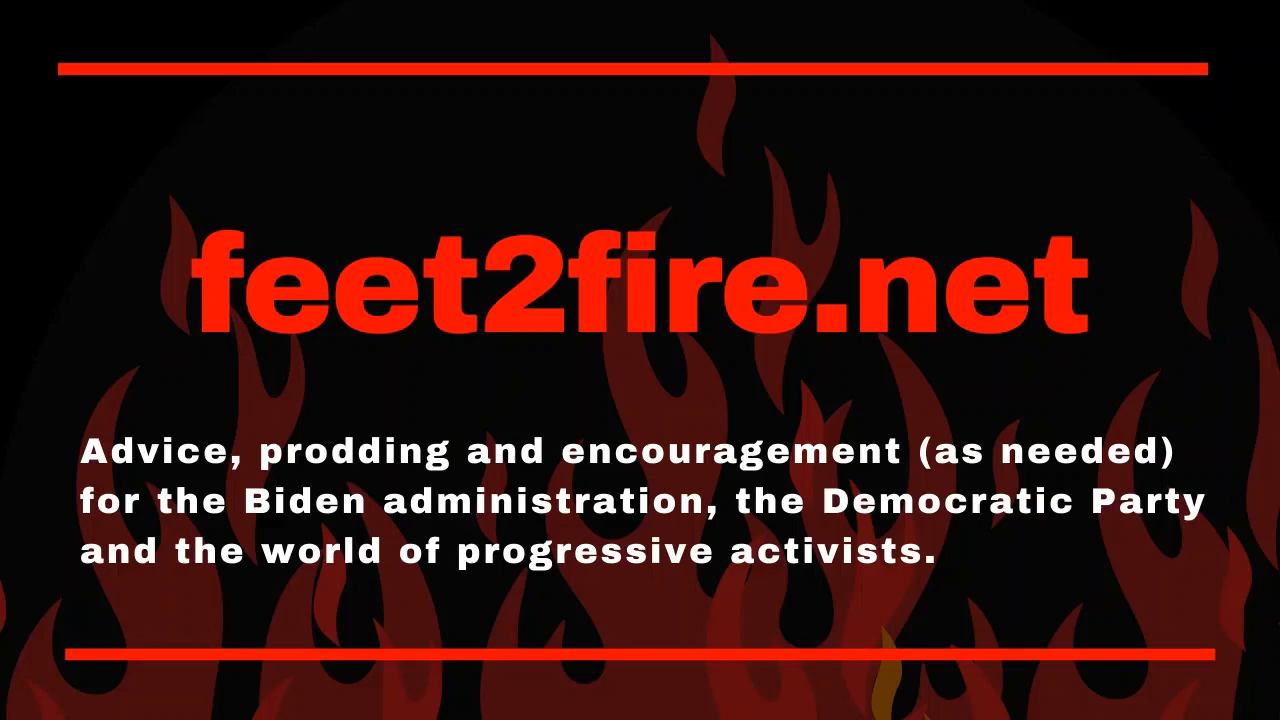 feet2fire.net
Advice, prodding and encouragement (as needed)
for the Biden administration, the Democratic Party
and the world of progressive activists.